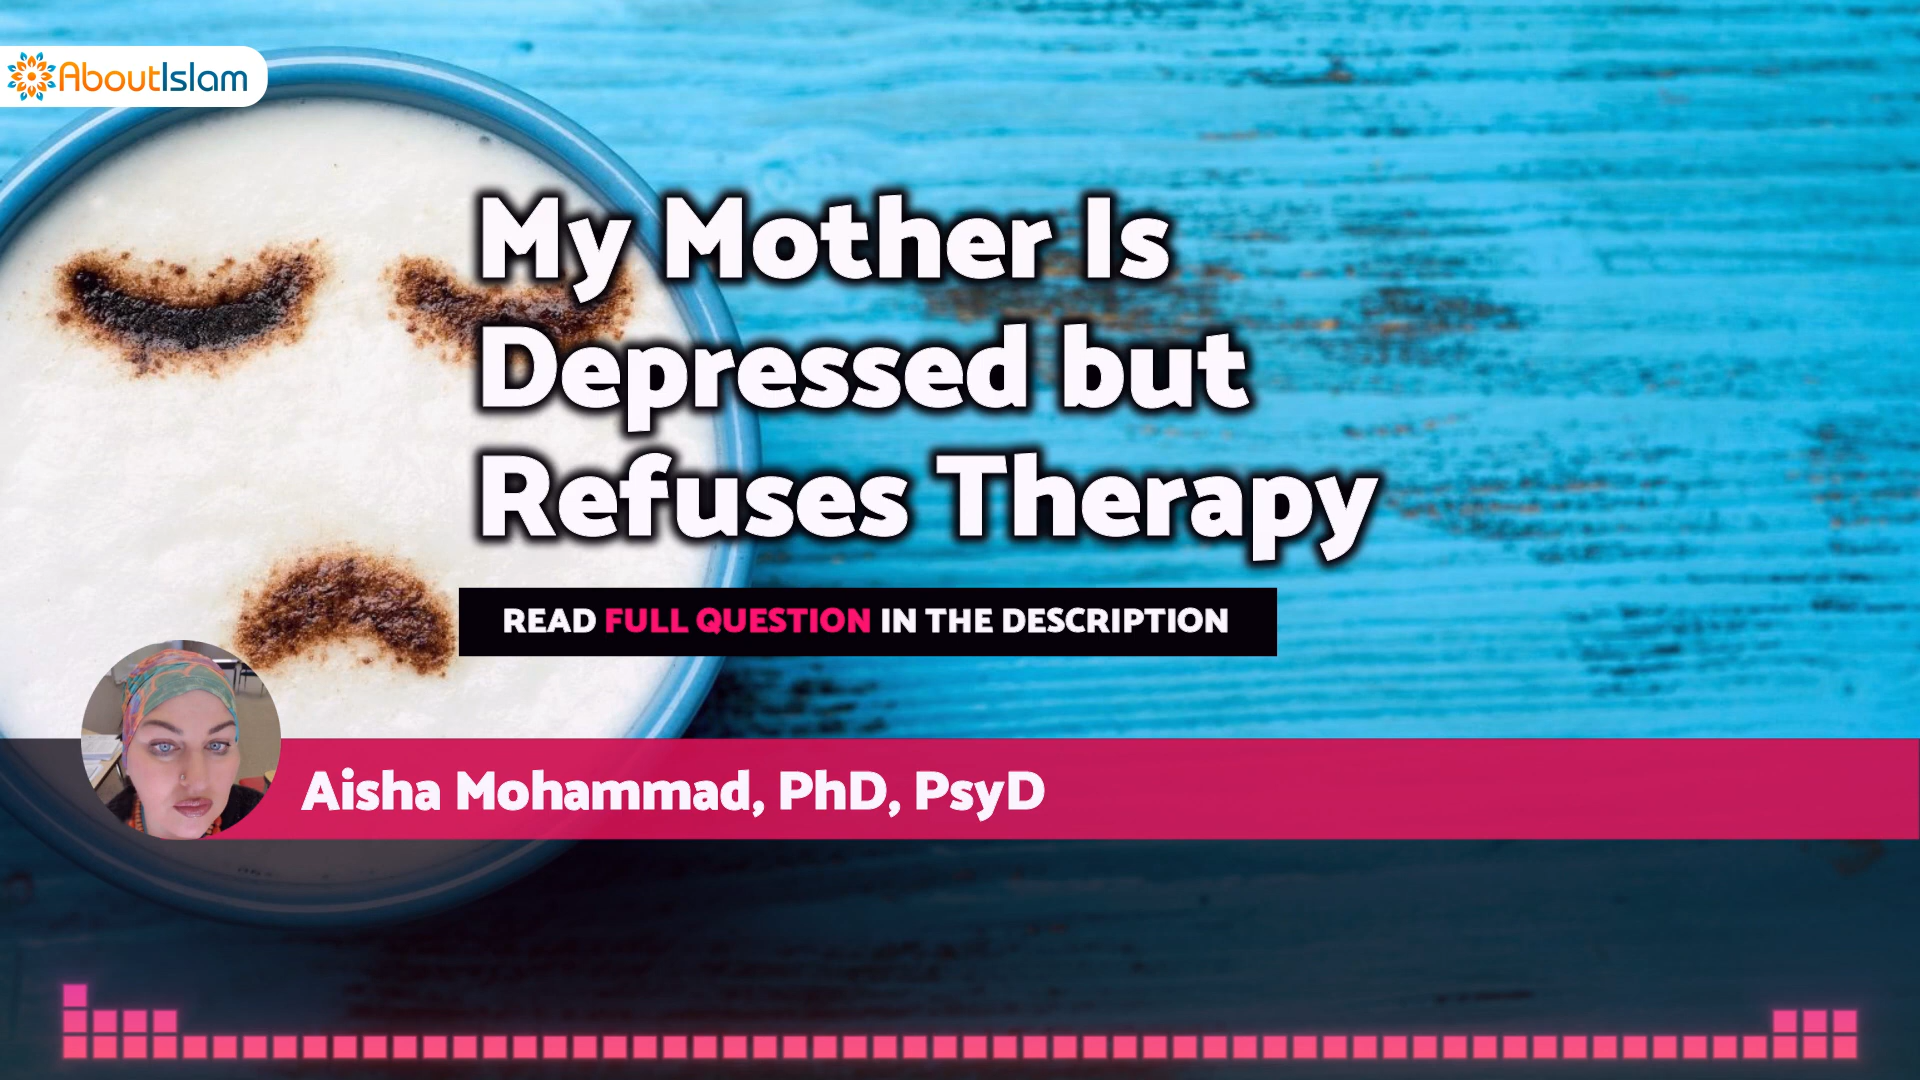 AboutIslam
My Mother Is
Depressed but
Refuses Therapy
READ FULL QUESTION IN THE DESCRIPTION
Aisha Mohammad, PhD, PsyD